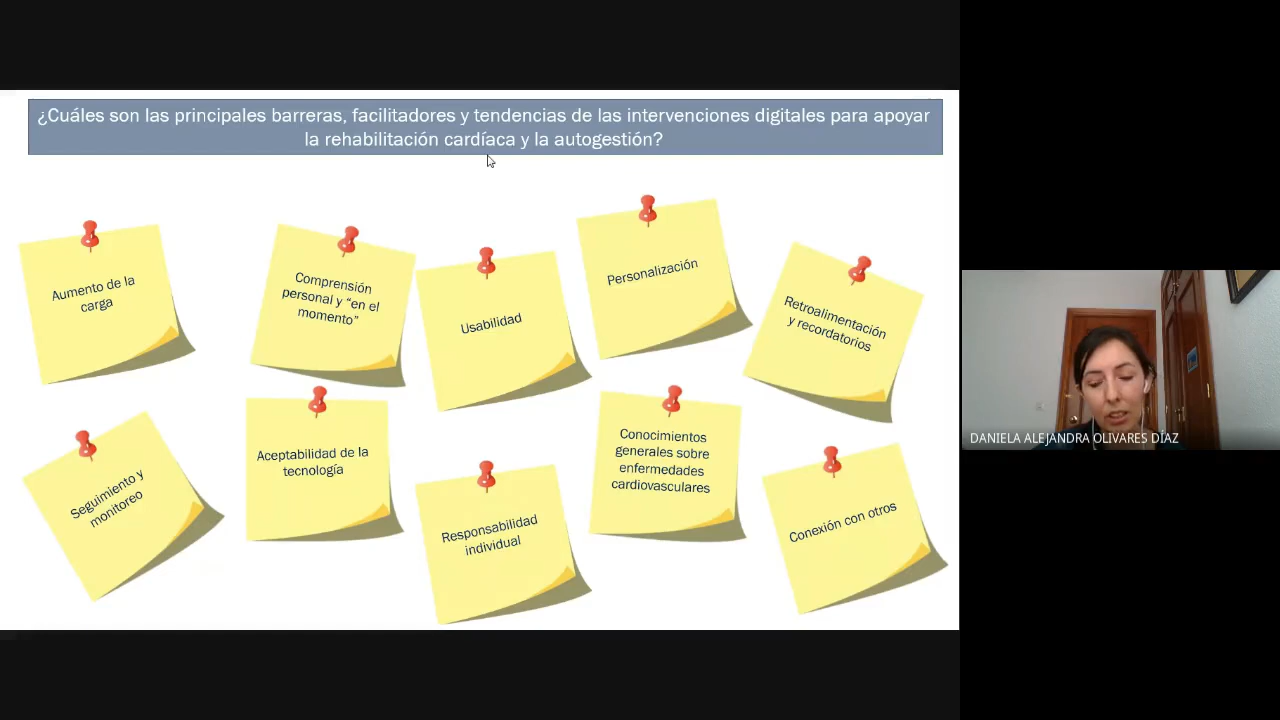 ¿Cuáles son las principales barreras, facilitadores y tendencias de las intervenciones digitales para apoyar
la rehabilitación cardíaca y la autogestión?
Aumento de la
carga
Comprensión
personal y “en el
momento”
Usabilidad
Personalización
Retroalimentación
y recordatorios
Seguimiento y
monitoreo
Aceptabilidad de la
tecnología
Responsabilidad
individual
Conocimientos
generales sobre
enfermedades
cardiovasculares
Conexión con otros
DANIELA ALEJANDRA OLIVARES DÍAZ